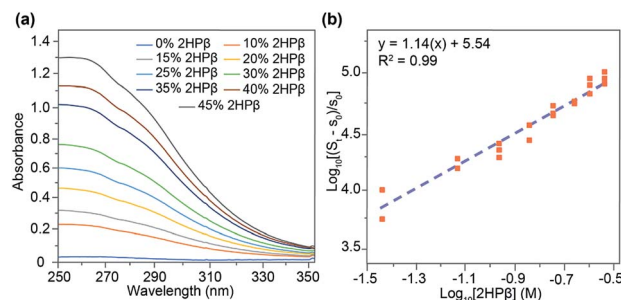 (a)
Absorbance
1.4
1.2
1.0
0.8
0.6
0.4
0.2
0
0% 2HPβ 10% 2HPβ
15% 2HPβ 20% 2HPβ
25% 2HPβ 30% 2HPβ
35% 2HPβ 40% 2HPβ
45% 2HPβ
250 270 290 310 330 350
Wavelength (nm)
(b)
y = 1.14(x) + 5.54
R² = 0.99
Log₁₀[(Sₜ - s₀)/s₀]
5.0
4.5
4.0
3.5
-1.5 -1.3 -1.1 -0.9 -0.7 -0.5
Log₁₀[2HPβ] (M)